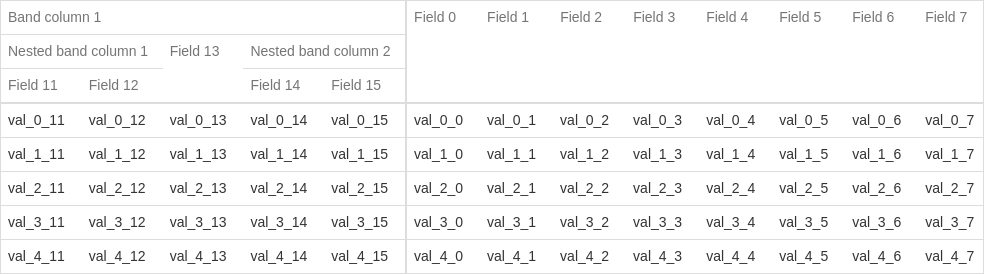 Band column 1 Field 0 Field 1 Field 2 Field 3 Field 4 Field 5 Field 6 Field 7
Nested band column 1 Field 13 Nested band column 2
Field 11 Field 12 Field 14 Field 15
val_0_11 val_0_12 val_0_13 val_0_14 val_0_15 val_0_0 val_0_1 val_0_2 val_0_3 val_0_4 val_0_5 val_0_6 val_0_7
val_1_11 val_1_12 val_1_13 val_1_14 val_1_15 val_1_0 val_1_1 val_1_2 val_1_3 val_1_4 val_1_5 val_1_6 val_1_7
val_2_11 val_2_12 val_2_13 val_2_14 val_2_15 val_2_0 val_2_1 val_2_2 val_2_3 val_2_4 val_2_5 val_2_6 val_2_7
val_3_11 val_3_12 val_3_13 val_3_14 val_3_15 val_3_0 val_3_1 val_3_2 val_3_3 val_3_4 val_3_5 val_3_6 val_3_7
val_4_11 val_4_12 val_4_13 val_4_14 val_4_15 val_4_0 val_4_1 val_4_2 val_4_3 val_4_4 val_4_5 val_4_6 val_4_7